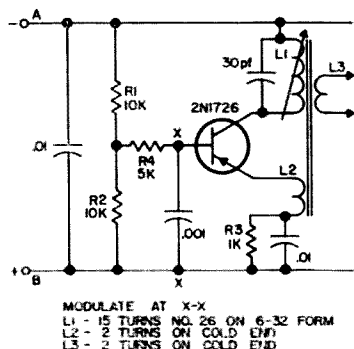 A
L1
L3
30pf
R1
10K
2N1726
.01
X
R4
5K
L2
R2
10K
.001
R3
1K
.01
B
X
MODULATE AT X-X
L1 - 15 TURNS NO. 26 ON 6-32 FORM
L2 - 2 TURNS ON COLD END
L3 - 2 TURNS ON COLD END